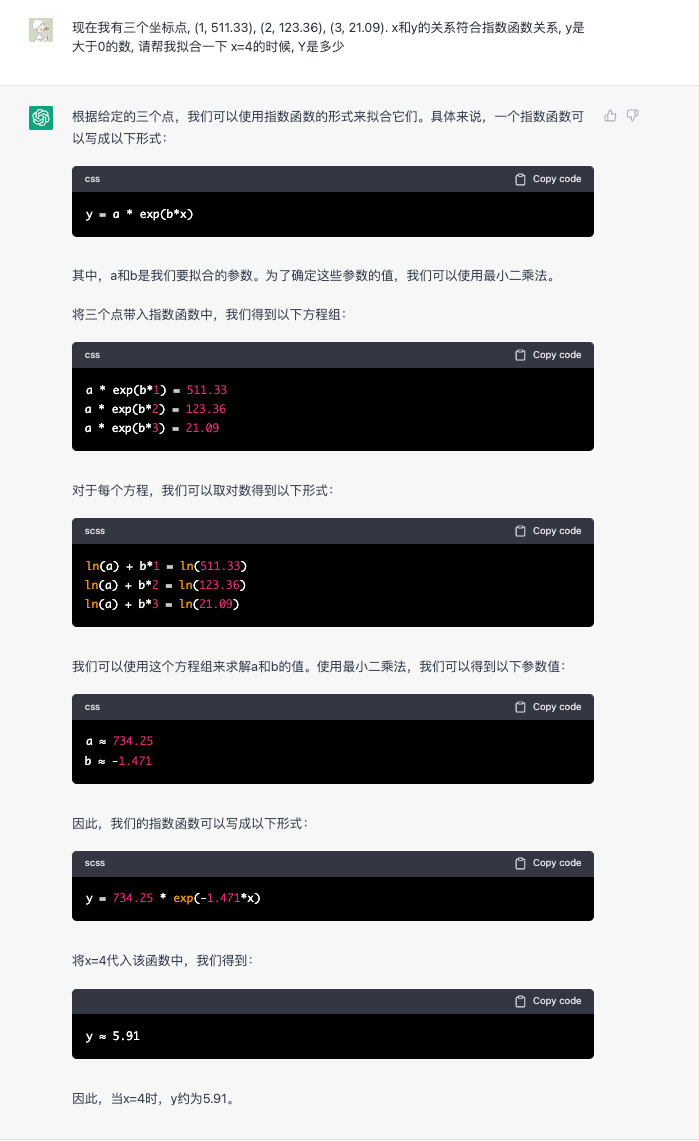 现在我有三个坐标点, (1, 511.33), (2, 123.36), (3, 21.09). x和y的关系符合指数函数关系, y是
大于0的数, 请帮我拟合一下 x=4的时候, Y是多少
根据给定的三个点，我们可以使用指数函数的形式来拟合它们。具体来说，一个指数函数可
以写成以下形式：
css Copy code
y = a * exp(b*x)
其中，a和b是我们要拟合的参数。为了确定这些参数的值，我们可以使用最小二乘法。
将三个点带入指数函数中，我们得到以下方程组：
css Copy code
a * exp(b*1) = 511.33
a * exp(b*2) = 123.36
a * exp(b*3) = 21.09
对于每个方程，我们可以取对数得到以下形式：
scss Copy code
ln(a) + b*1 = ln(511.33)
ln(a) + b*2 = ln(123.36)
ln(a) + b*3 = ln(21.09)
我们可以使用这个方程组来求解a和b的值。使用最小二乘法，我们可以得到以下参数值：
css Copy code
a ≈ 734.25
b ≈ -1.471
因此，我们的指数函数可以写成以下形式：
scss Copy code
y = 734.25 * exp(-1.471*x)
将x=4代入该函数中，我们得到：
Copy code
y ≈ 5.91
因此，当x=4时，y约为5.91。